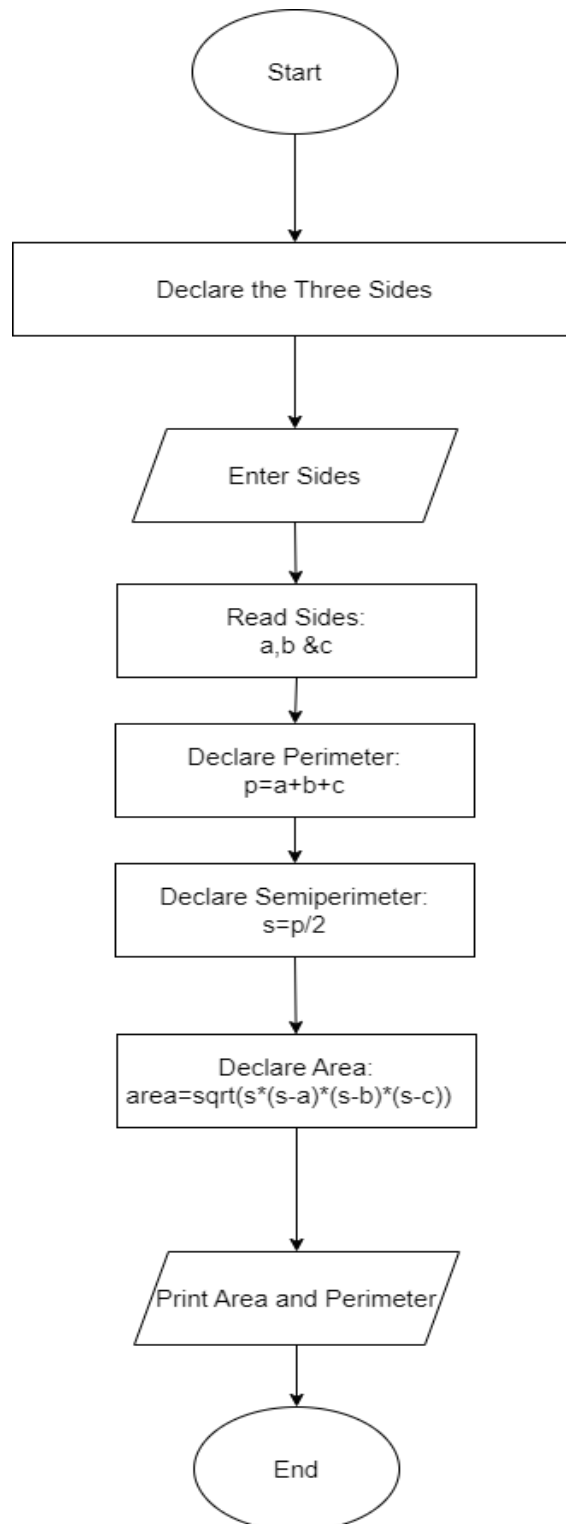 Start
Declare the Three Sides
Enter Sides
Read Sides:
a,b &c
Declare Perimeter:
p=a+b+c
Declare Semiperimeter:
s=p/2
Declare Area:
area=sqrt(s*(s-a)*(s-b)*(s-c))
Print Area and Perimeter
End